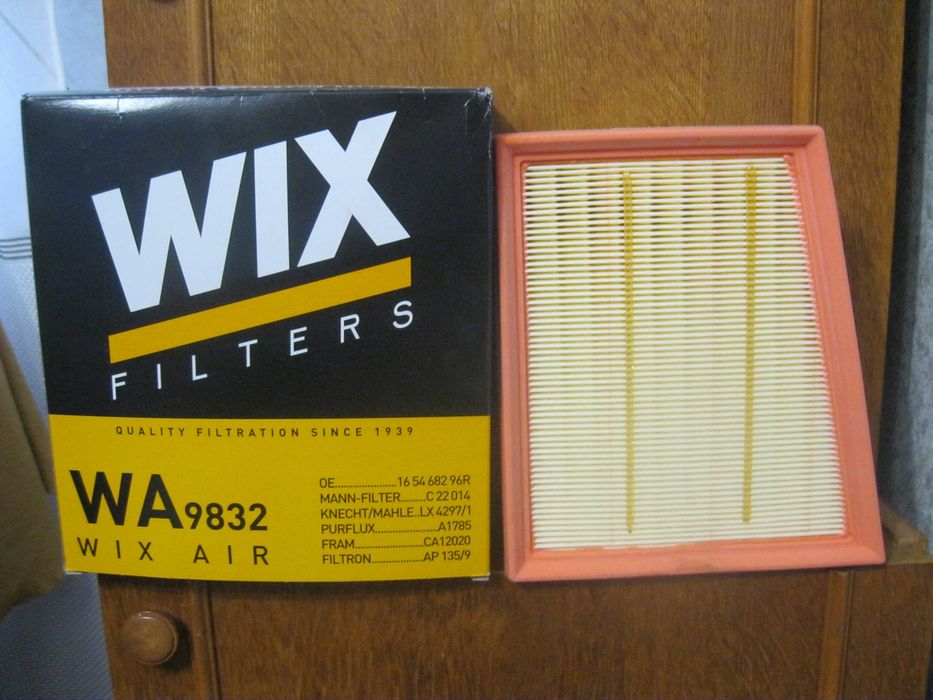 WIX
FILTERS
QUALITY FILTRATION SINCE 1939
WA9832
WIX AIR
OE.....................16 54 682 96R
MANN-FILTER.........C 22 014
KNECHT/MAHLE..LX 4297/1
PURFLUX......................A1785
FRAM........................CA12020
FILTRON..................AP 135/9